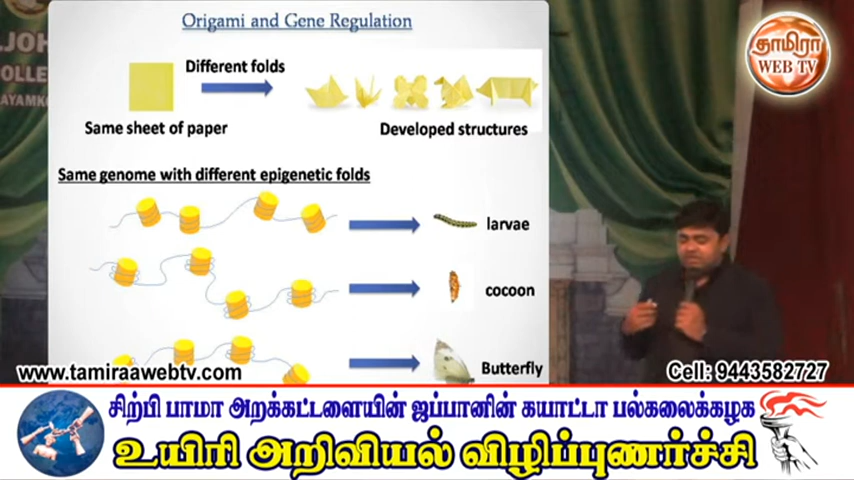 Origami and Gene Regulation
Different folds
Same sheet of paper
Developed structures
Same genome with different epigenetic folds
larvae
cocoon
Butterfly
தாமிரா
WEB TV
www.tamiraawebtv.com
Cell: 9443582727
சிற்பி பாமா அறக்கட்டளையின் ஜப்பானின் கயாட்டா பல்கலைக்கழக
உயிரி அறிவியல் விழிப்புணர்ச்சி